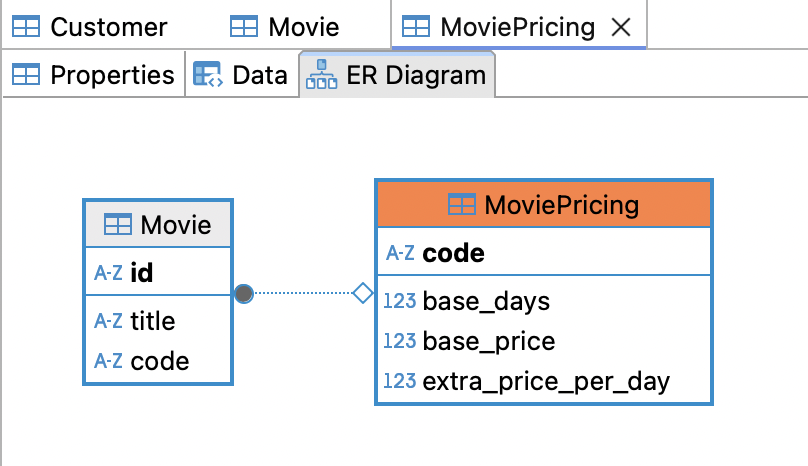 Customer Movie MoviePricing
Properties Data ER Diagram
Movie
A-Z id
A-Z title
A-Z code
MoviePricing
A-Z code
123 base_days
123 base_price
123 extra_price_per_day